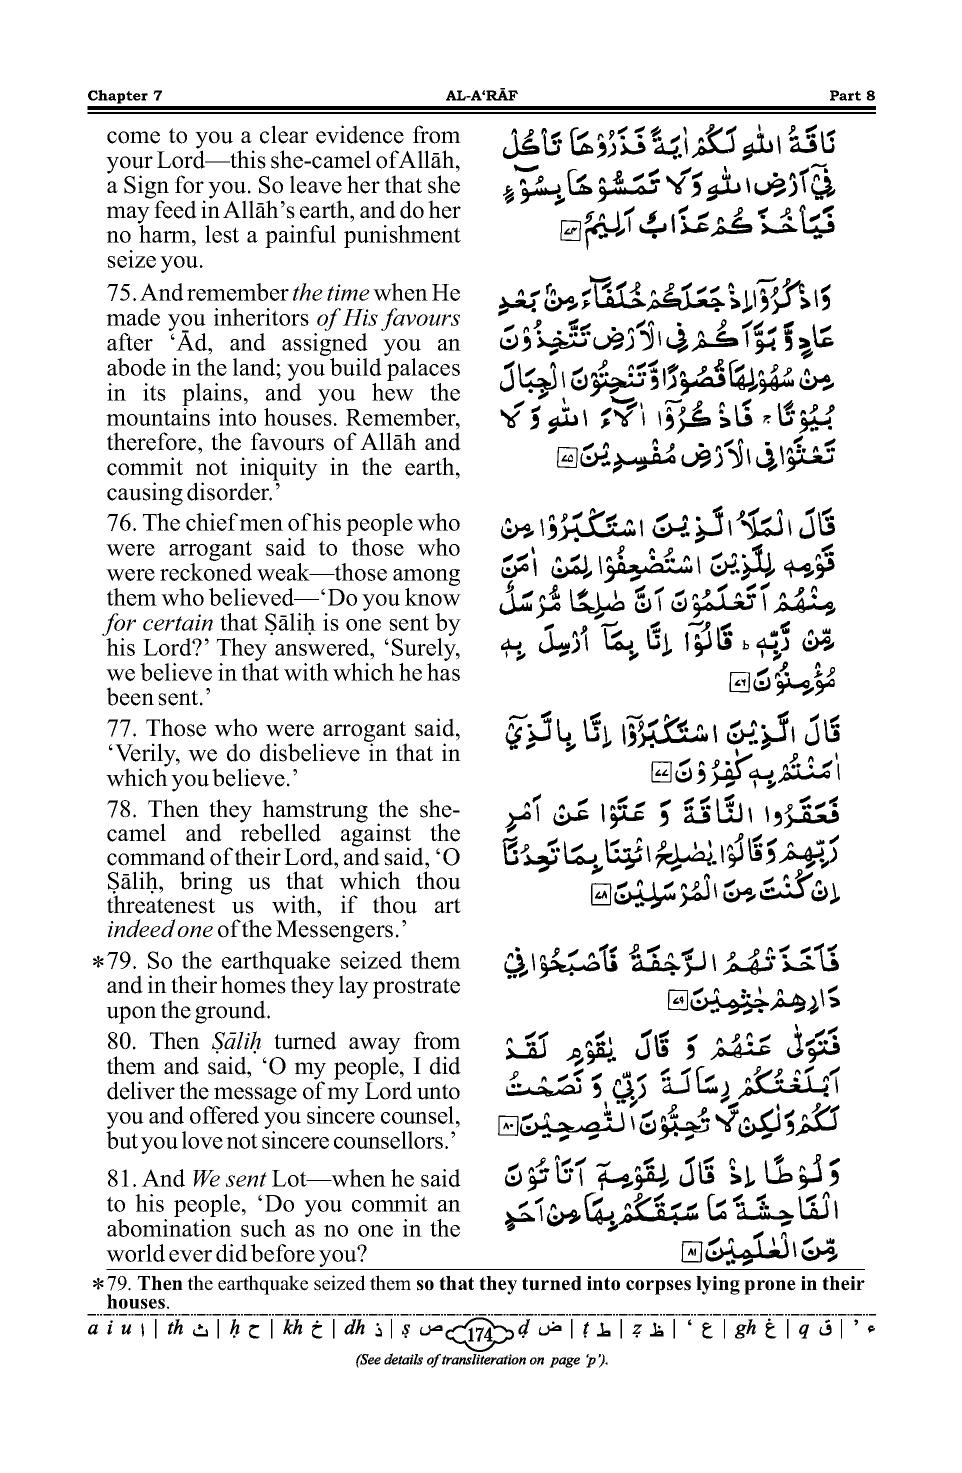 Chapter 7 AL-A‘RĀF Part 8
come to you a clear evidence from
your Lord—this she-camel of Allāh,
a Sign for you. So leave her that she
may feed in Allāh’s earth, and do her
no harm, lest a painful punishment
seize you.
75. And remember the time when He
made you inheritors of His favours
after ‘Ād, and assigned you an
abode in the land; you build palaces
in its plains, and you hew the
mountains into houses. Remember,
therefore, the favours of Allāh and
commit not iniquity in the earth,
causing disorder.’
76. The chief men of his people who
were arrogant said to those who
were reckoned weak—those among
them who believed—‘Do you know
for certain that Ṣāliḥ is one sent by
his Lord?’ They answered, ‘Surely,
we believe in that with which he has
been sent.’
77. Those who were arrogant said,
‘Verily, we do disbelieve in that in
which you believe.’
78. Then they hamstrung the she-
camel and rebelled against the
command of their Lord, and said, ‘O
Ṣāliḥ, bring us that which thou
threatenest us with, if thou art
indeed one of the Messengers.’
*79. So the earthquake seized them
and in their homes they lay prostrate
upon the ground.
80. Then Ṣāliḥ turned away from
them and said, ‘O my people, I did
deliver the message of my Lord unto
you and offered you sincere counsel,
but you love not sincere counsellors.’
81. And We sent Lot—when he said
to his people, ‘Do you commit an
abomination such as no one in the
world ever did before you?
نَاقَةُ اللّٰهِ لَكُمْ اٰيَةً فَذَرُوْهَا تَاْكُلْ
فِيْۤ اَرْضِ اللّٰهِ وَلَا تَمَسُّوْهَا بِسُوْٓءٍ
فَيَاْخُذَكُمْ عَذَابٌ اَلِيْمٌ ۷۴
وَاذْكُرُوْۤا اِذْ جَعَلَكُمْ خُلَفَآءَ مِنْۢ بَعْدِ
عَادٍ وَّ بَوَّاَكُمْ فِي الْاَرْضِ تَتَّخِذُوْنَ
مِنْ سُهُوْلِهَا قُصُوْرًا وَّ تَنْحِتُوْنَ الْجِبَالَ
بُيُوْتًا ۚ فَاذْكُرُوْۤا اٰلَآءَ اللّٰهِ وَ لَا
تَعْثَوْا فِي الْاَرْضِ مُفْسِدِيْنَ ۷۵
قَالَ الْمَلَاُ الَّذِيْنَ اسْتَكْبَرُوْا مِنْ
قَوْمِهٖ لِلَّذِيْنَ اسْتُضْعِفُوْا لِمَنْ اٰمَنَ
مِنْهُمْ اَتَعْلَمُوْنَ اَنَّ صٰلِحًا مُّرْسَلٌ
مِّنْ رَّبِّهٖ ؕ قَالُوْۤا اِنَّا بِمَاۤ اُرْسِلَ بِهٖ
مُؤْمِنُوْنَ ۷۶
قَالَ الَّذِيْنَ اسْتَكْبَرُوْۤا اِنَّا بِالَّذِيْۤ
اٰمَنْتُمْ بِهٖ كٰفِرُوْنَ ۷۷
فَعَقَرُوا النَّاقَةَ وَ عَتَوْا عَنْ اَمْرِ
رَبِّهِمْ وَ قَالُوْا يٰصٰلِحُ ائْتِنَا بِمَا تَعِدُنَاۤ
اِنْ كُنْتَ مِنَ الْمُرْسَلِيْنَ ۷۸
فَاَخَذَتْهُمُ الرَّجْفَةُ فَاَصْبَحُوْا فِيْ
دَارِهِمْ جٰثِمِيْنَ ۷۹
فَتَوَلّٰى عَنْهُمْ وَ قَالَ يٰقَوْمِ لَقَدْ
اَبْلَغْتُكُمْ رِسَالَةَ رَبِّيْ وَ نَصَحْتُ
لَكُمْ وَلٰكِنْ لَّا تُحِبُّوْنَ النّٰصِحِيْنَ ۸۰
وَ لُوْطًا اِذْ قَالَ لِقَوْمِهٖۤ اَتَاْتُوْنَ
الْفَاحِشَةَ مَا سَبَقَكُمْ بِهَا مِنْ اَحَدٍ
مِّنَ الْعٰلَمِيْنَ ۸۱
*79. Then the earthquake seized them so that they turned into corpses lying prone in their
houses.
a i u ا | th ث | ḥ ح | kh خ | dh ذ | ṣ ص 174 ḍ ض | ṭ ط | ẓ ظ | ‘ ع | gh غ | q ق | ’ ء
(See details of transliteration on page ‘p’).